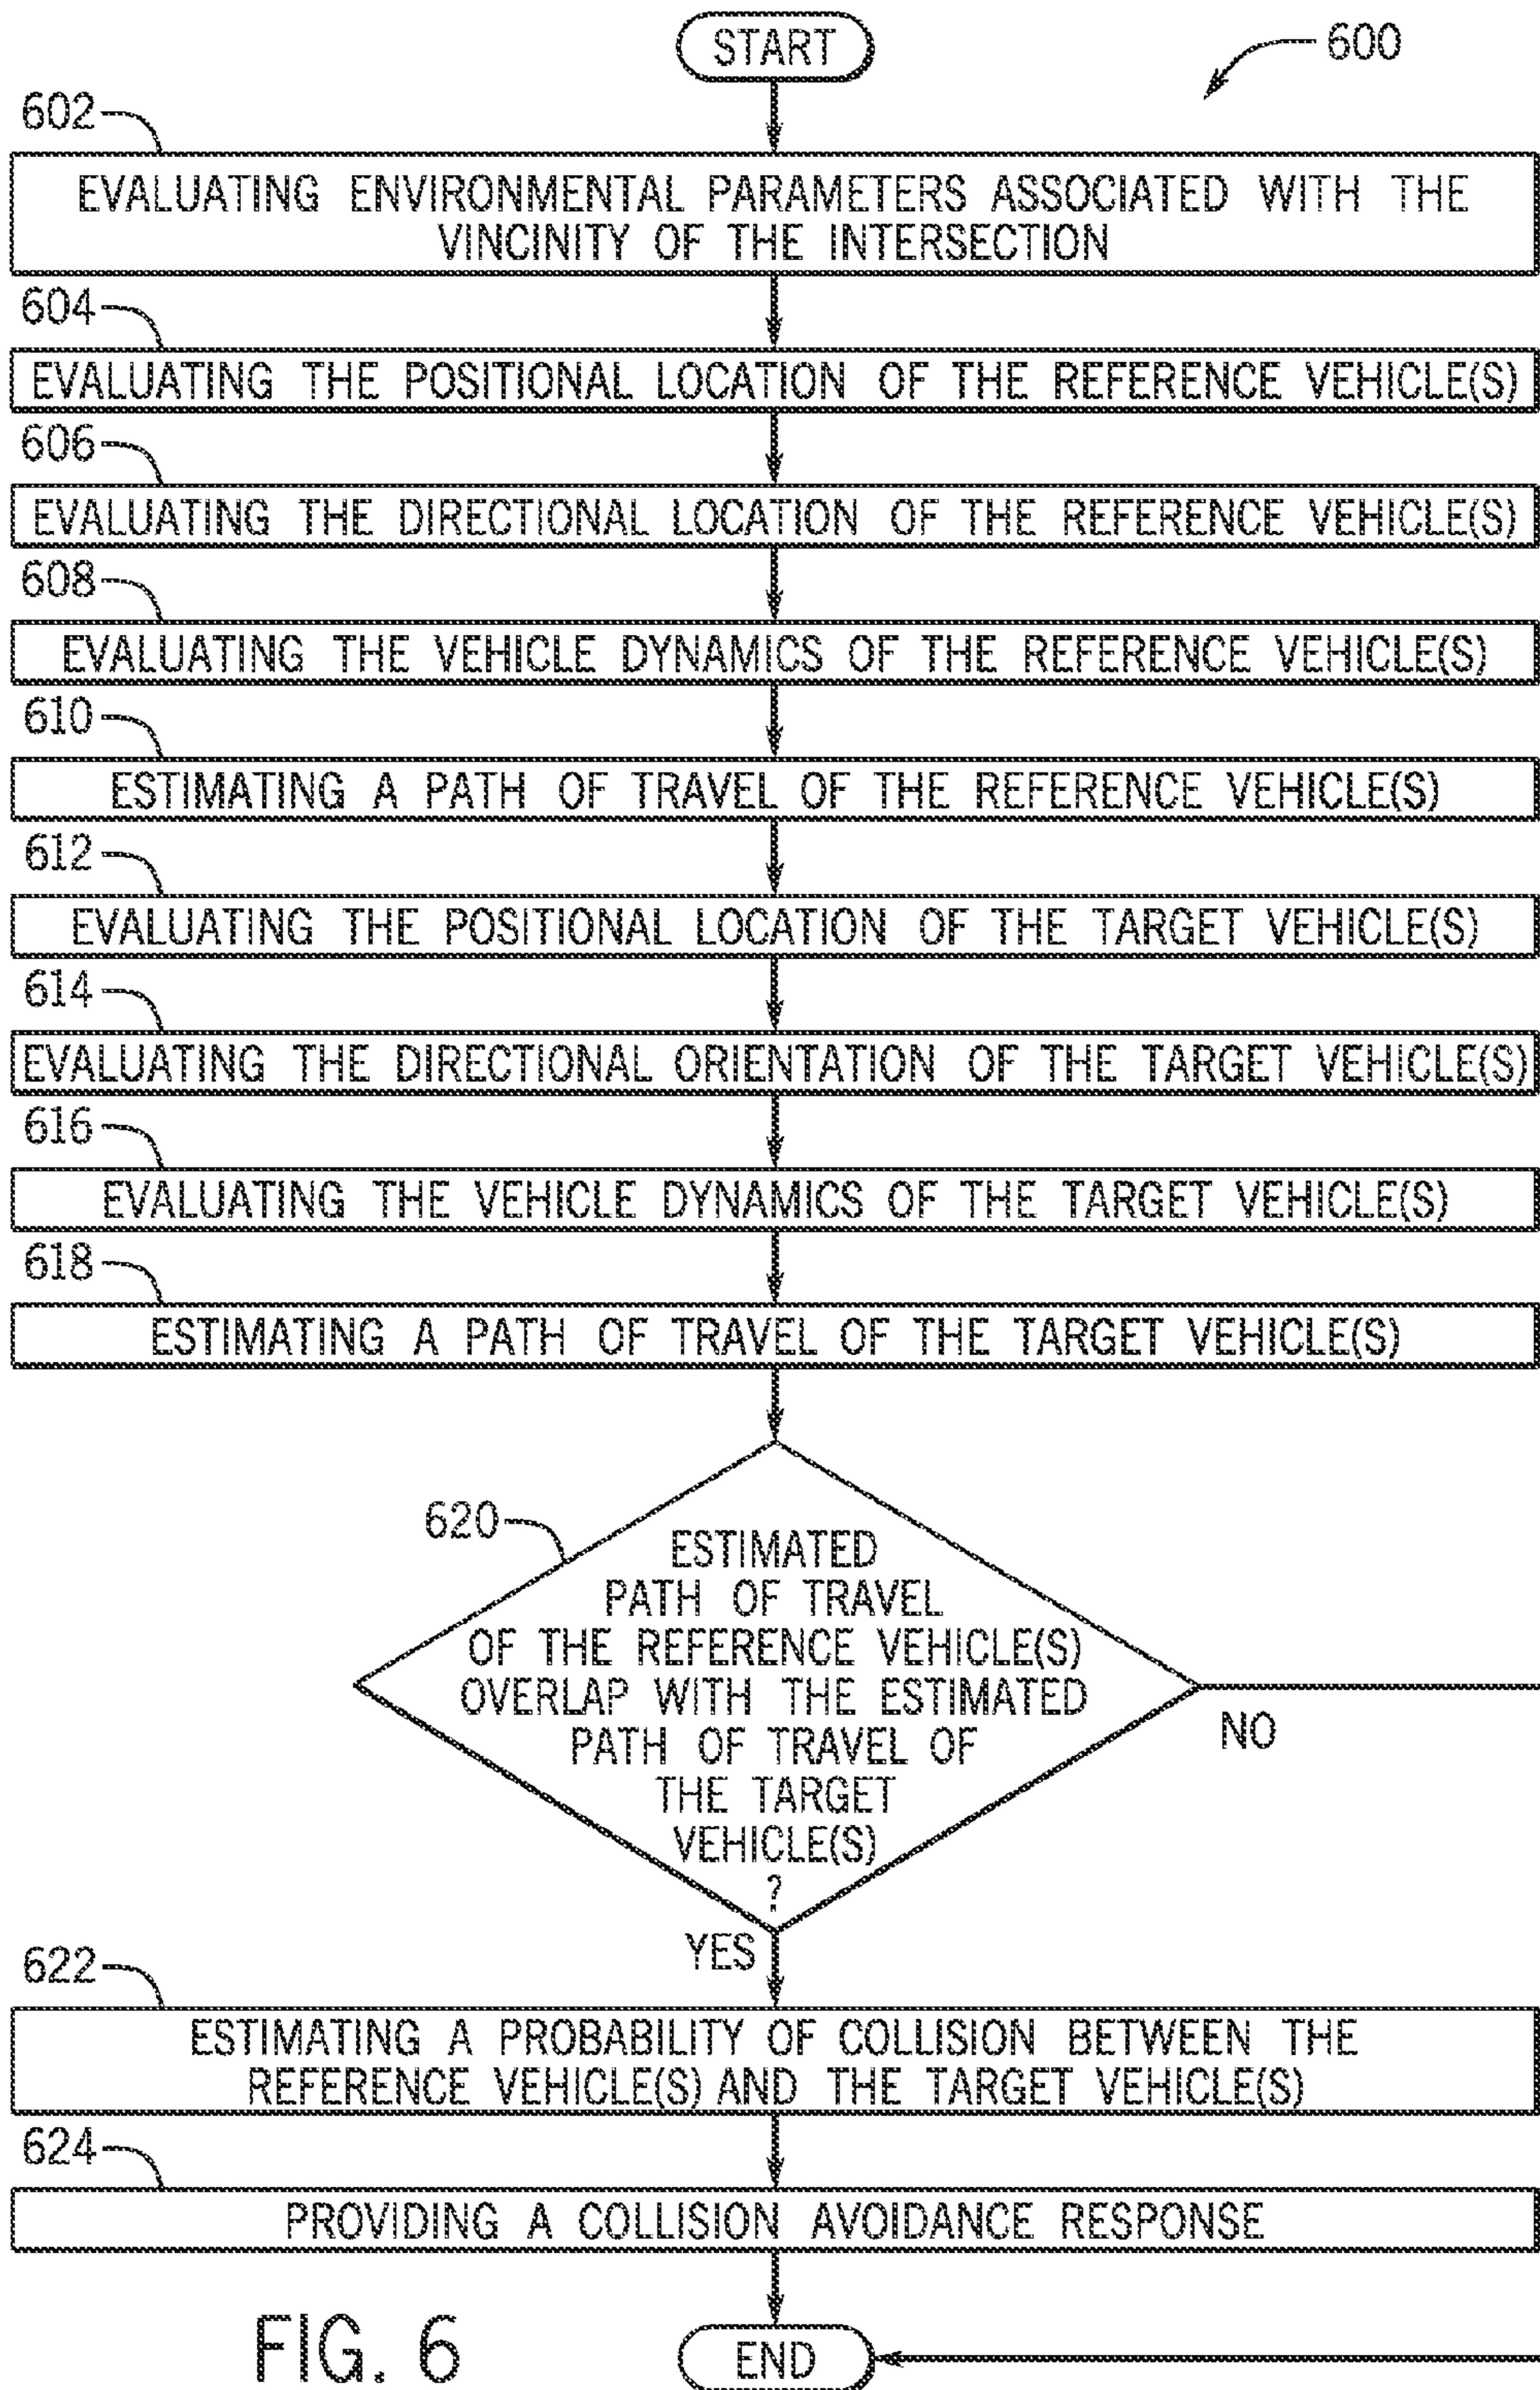 START
600
602
EVALUATING ENVIRONMENTAL PARAMETERS ASSOCIATED WITH THE
VINCINITY OF THE INTERSECTION
604
EVALUATING THE POSITIONAL LOCATION OF THE REFERENCE VEHICLE(S)
606
EVALUATING THE DIRECTIONAL LOCATION OF THE REFERENCE VEHICLE(S)
608
EVALUATING THE VEHICLE DYNAMICS OF THE REFERENCE VEHICLE(S)
610
ESTIMATING A PATH OF TRAVEL OF THE REFERENCE VEHICLE(S)
612
EVALUATING THE POSITIONAL LOCATION OF THE TARGET VEHICLE(S)
614
EVALUATING THE DIRECTIONAL ORIENTATION OF THE TARGET VEHICLE(S)
616
EVALUATING THE VEHICLE DYNAMICS OF THE TARGET VEHICLE(S)
618
ESTIMATING A PATH OF TRAVEL OF THE TARGET VEHICLE(S)
620
ESTIMATED
PATH OF TRAVEL
OF THE REFERENCE VEHICLE(S)
OVERLAP WITH THE ESTIMATED
PATH OF TRAVEL OF
THE TARGET
VEHICLE(S)
?
NO
YES
622
ESTIMATING A PROBABILITY OF COLLISION BETWEEN THE
REFERENCE VEHICLE(S) AND THE TARGET VEHICLE(S)
624
PROVIDING A COLLISION AVOIDANCE RESPONSE
END
FIG. 6